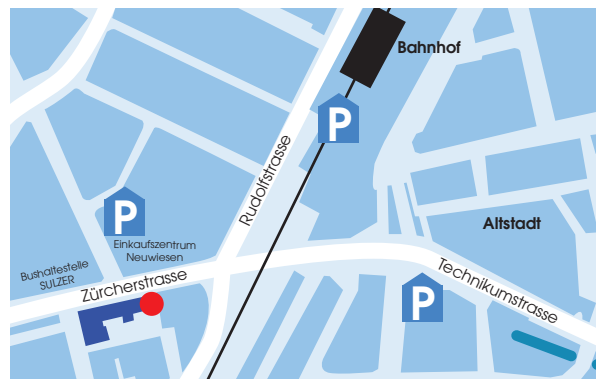 Bahnhof
P
Rudolfstrasse
P
Einkaufszentrum
Neuwiesen
Altstadt
Bushaltestelle
SULZER
Zürcherstrasse
Technikumstrasse
P